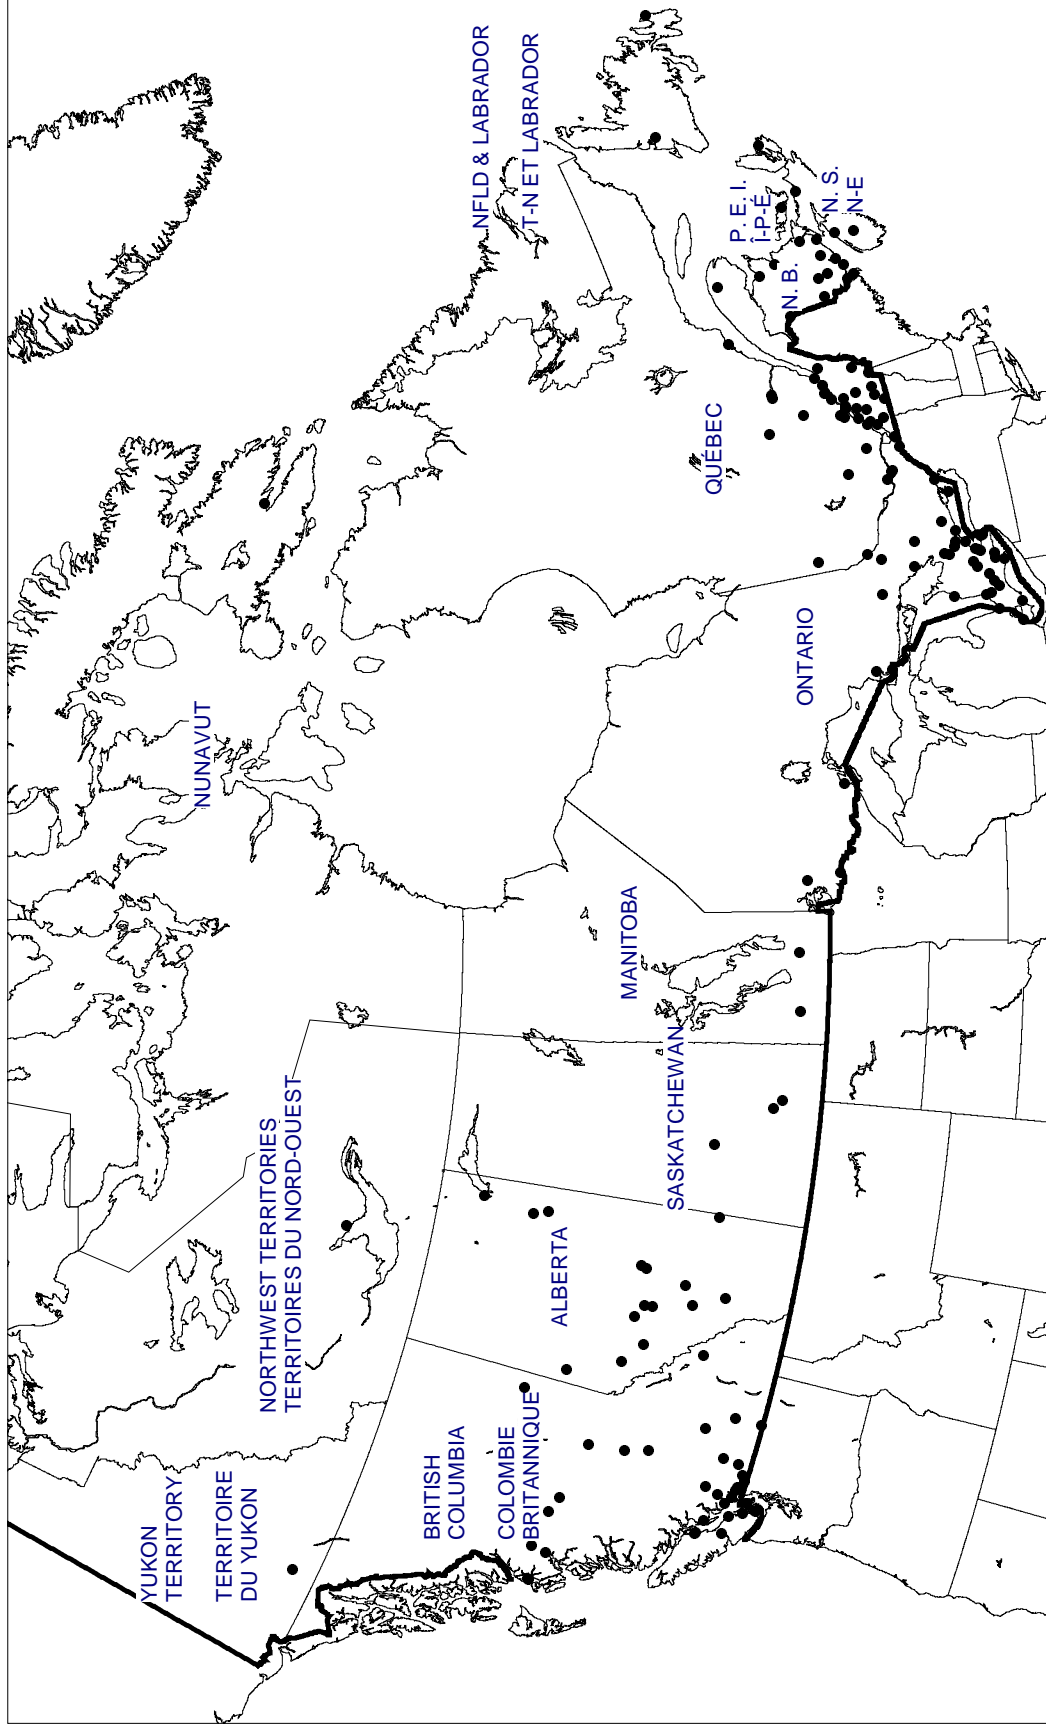 YUKON
TERRITORY
TERRITOIRE
DU YUKON
NORTHWEST TERRITORIES
TERRITOIRES DU NORD-OUEST
NUNAVUT
BRITISH
COLUMBIA
COLOMBIE
BRITANNIQUE
ALBERTA
SASKATCHEWAN
MANITOBA
ONTARIO
QUÉBEC
NFLD & LABRADOR
T-N ET LABRADOR
P. E. I.
Î-P-É
N. B.
N. S.
N-E